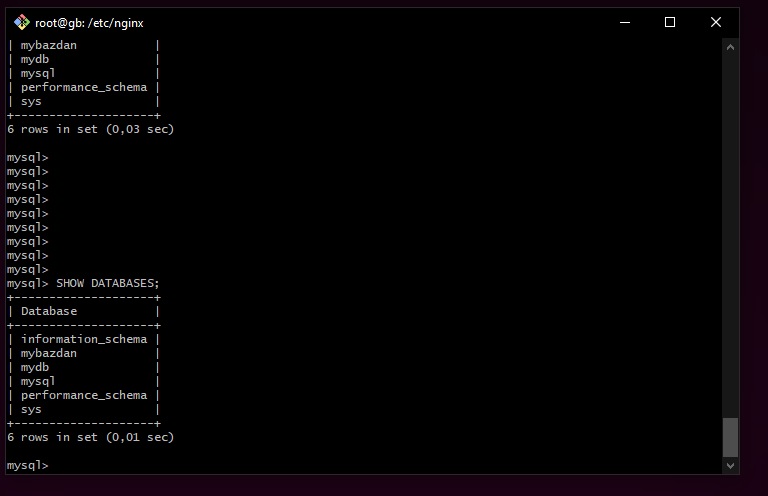 root@gb: /etc/nginx
| mybazdan           |
| mydb               |
| mysql              |
| performance_schema |
| sys                |
+--------------------+
6 rows in set (0,03 sec)
mysql>
mysql>
mysql>
mysql>
mysql>
mysql>
mysql>
mysql>
mysql>
mysql> SHOW DATABASES;
+--------------------+
| Database           |
+--------------------+
| information_schema |
| mybazdan           |
| mydb               |
| mysql              |
| performance_schema |
| sys                |
+--------------------+
6 rows in set (0,01 sec)
mysql>